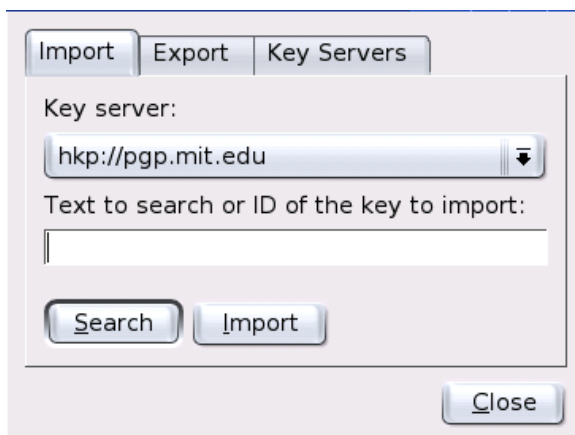 Import Export Key Servers
Key server:
hkp://pgp.mit.edu
Text to search or ID of the key to import:
Search Import
Close